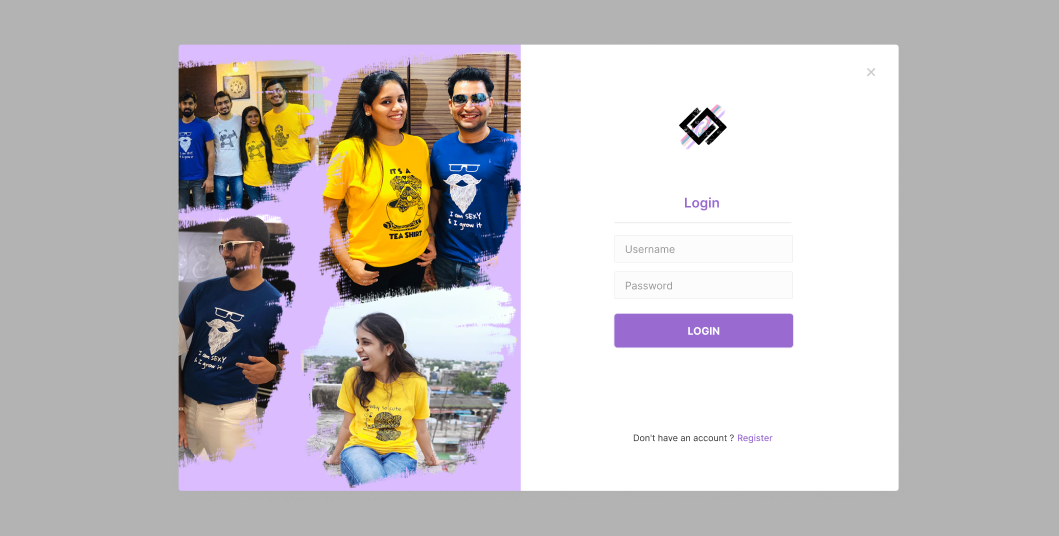 IT'S A
TEA SHIRT
I am SEXY
& I grow it
I am SEXY
& I grow it
Login
Username
Password
LOGIN
Don't have an account ? Register